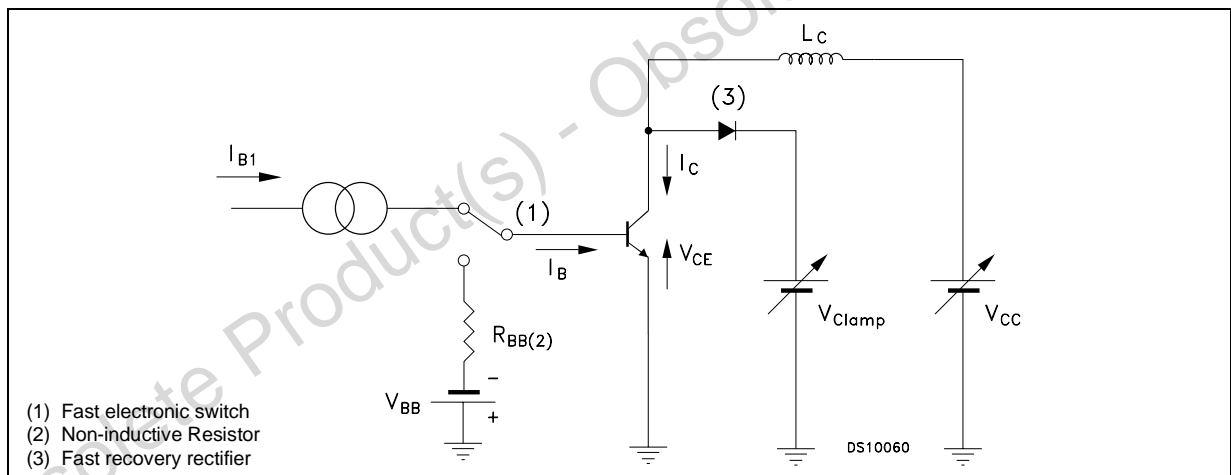 Obsolete Product(s) - Obsol
L_C
(3)
I_B1
I_C
(1)
I_B
V_CE
R_BB(2)
V_Clamp
V_CC
-
V_BB
+
(1) Fast electronic switch
(2) Non-inductive Resistor
(3) Fast recovery rectifier
DS10060